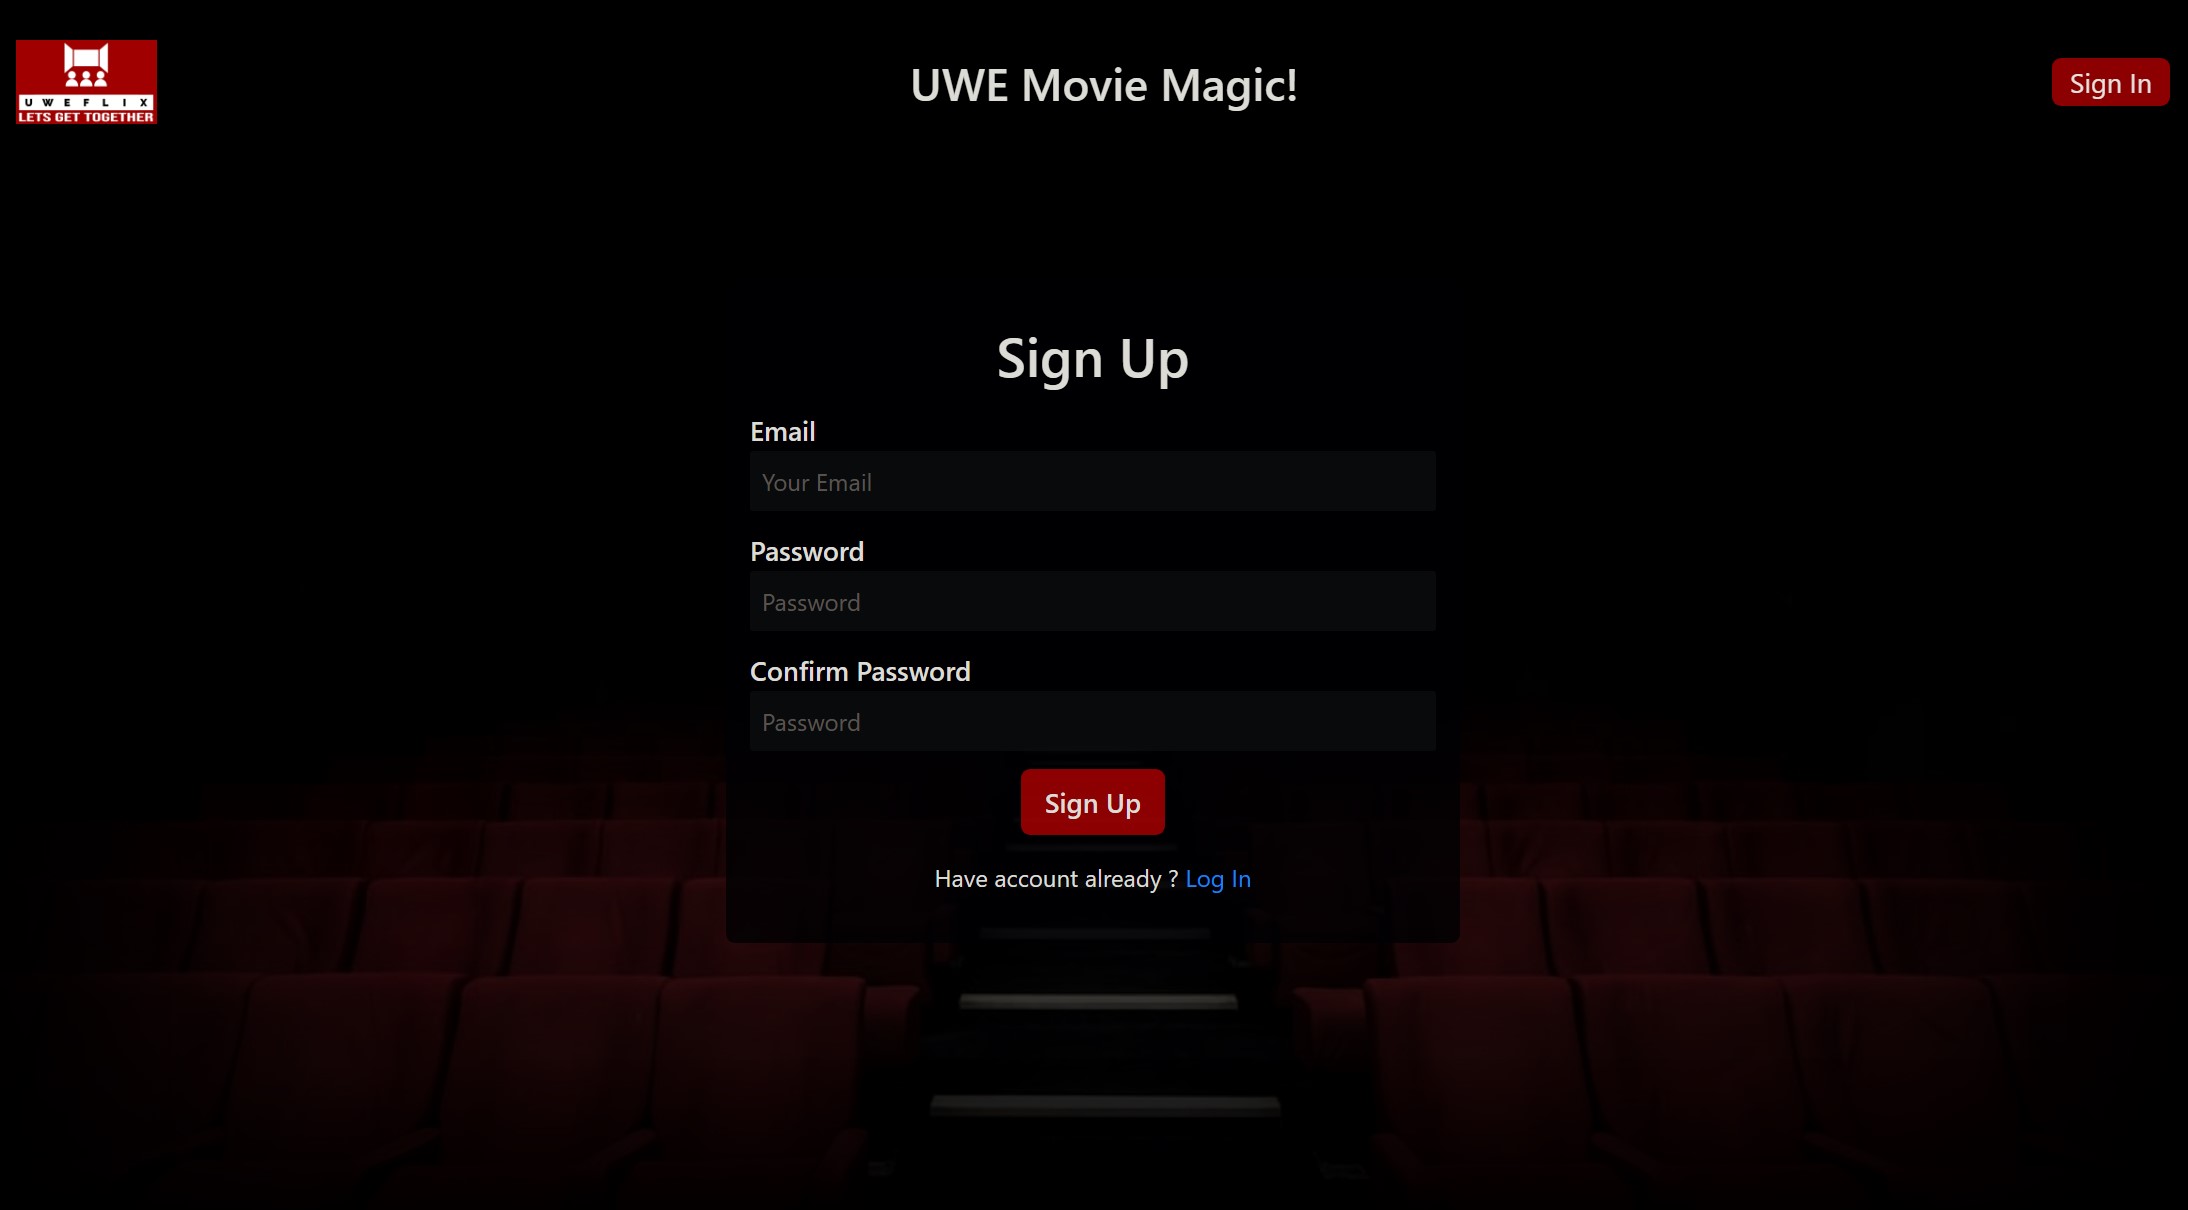 UWEFLIX
LETS GET TOGETHER
UWE Movie Magic!
Sign In
Sign Up
Email
Your Email
Password
Password
Confirm Password
Password
Sign Up
Have account already ? Log In